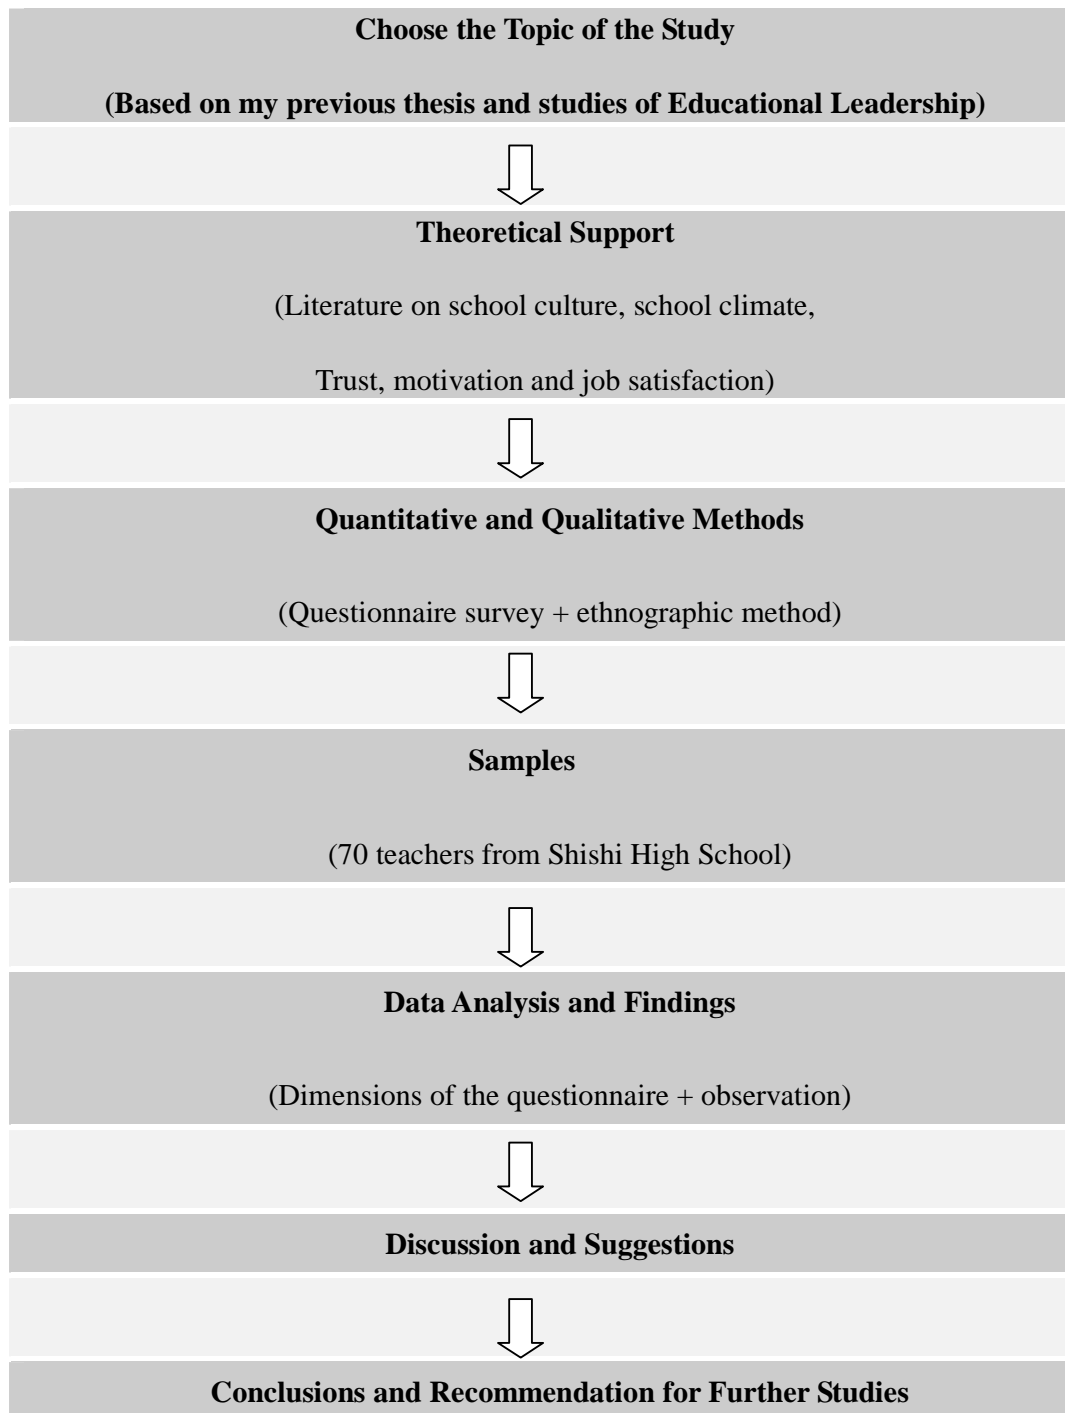 Choose the Topic of the Study
(Based on my previous thesis and studies of Educational Leadership)
Theoretical Support
(Literature on school culture, school climate,
Trust, motivation and job satisfaction)
Quantitative and Qualitative Methods
(Questionnaire survey + ethnographic method)
Samples
(70 teachers from Shishi High School)
Data Analysis and Findings
(Dimensions of the questionnaire + observation)
Discussion and Suggestions
Conclusions and Recommendation for Further Studies